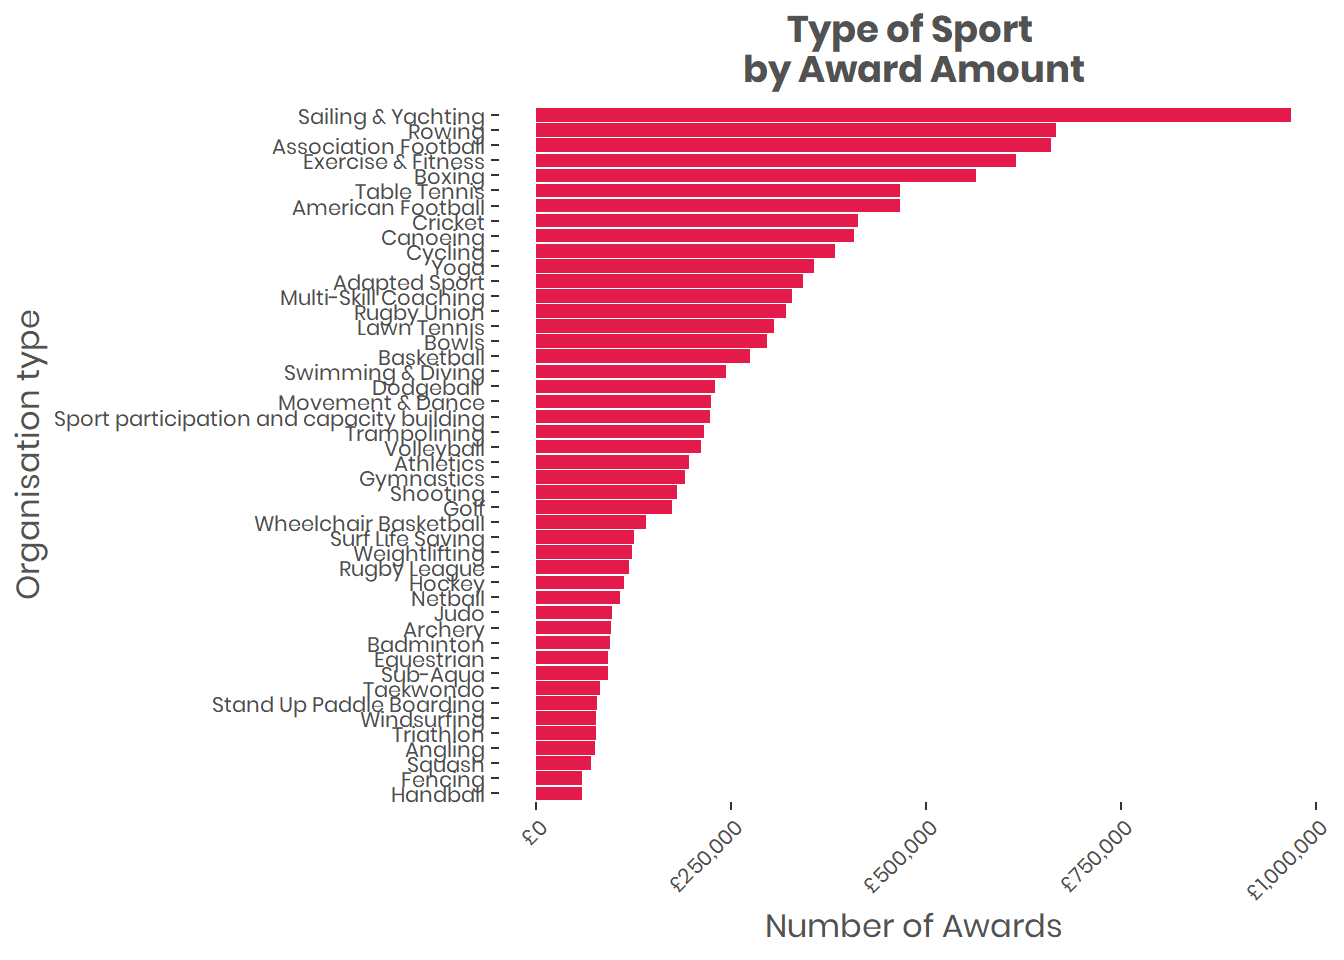 Type of Sport
by Award Amount
Organisation type
Sailing & Yachting
Rowing
Association Football
Exercise & Fitness
Boxing
Table Tennis
American Football
Cricket
Canoeing
Cycling
Yoga
Adapted Sport
Multi-Skill Coaching
Rugby Union
Lawn Tennis
Bowls
Basketball
Swimming & Diving
Dodgeball
Movement & Dance
Sport participation and capacity building
Trampolining
Volleyball
Athletics
Gymnastics
Shooting
Golf
Wheelchair Basketball
Surf Life Saving
Weightlifting
Rugby League
Hockey
Netball
Judo
Archery
Badminton
Equestrian
Sub-Aqua
Taekwondo
Stand Up Paddle Boarding
Windsurfing
Triathlon
Angling
Squash
Fencing
Handball
£0
£250,000
£500,000
£750,000
£1,000,000
Number of Awards